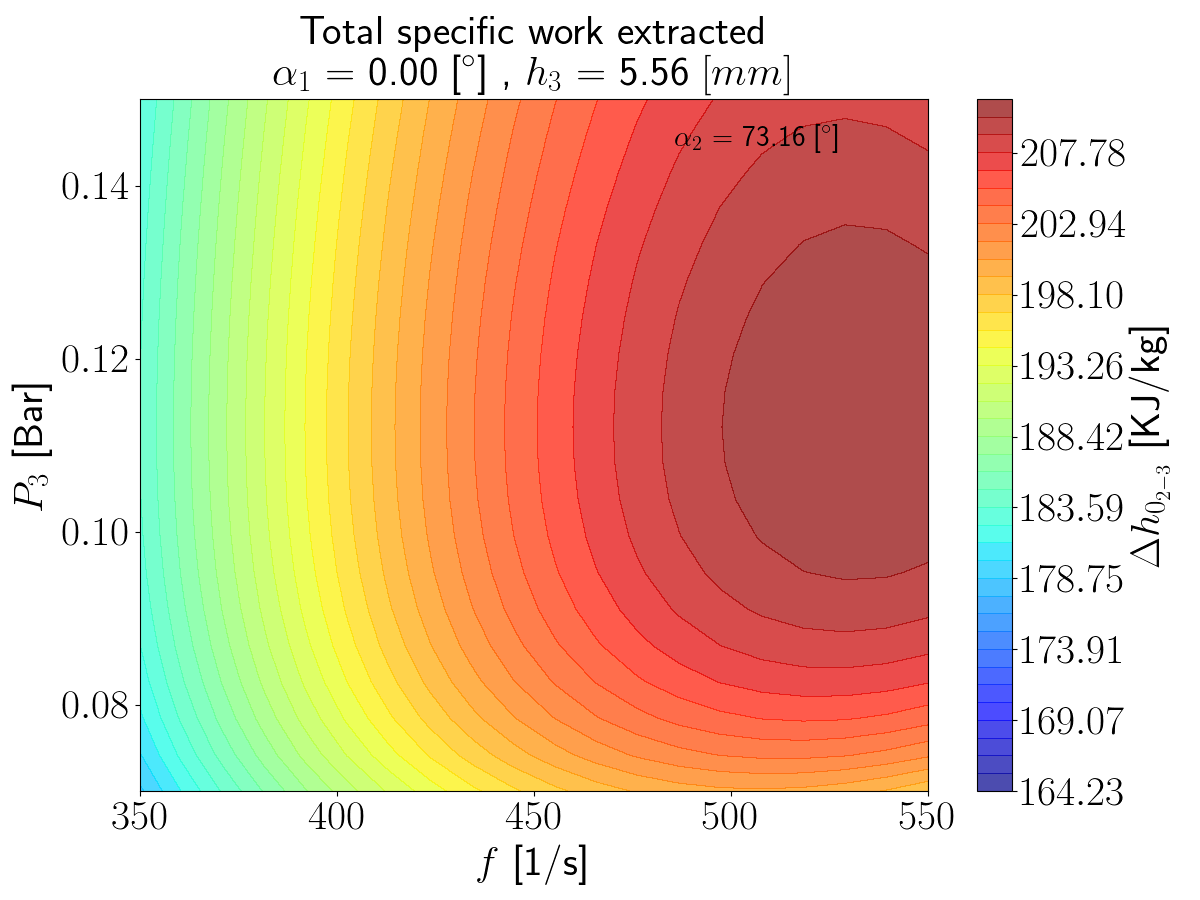 Total specific work extracted
α₁ = 0.00 [°] , h₃ = 5.56 [mm]
α₂ = 73.16 [°]
0.14
0.12
0.10
0.08
P₃ [Bar]
350 400 450 500 550
f [1/s]
207.78
202.94
198.10
193.26
188.42
183.59
178.75
173.91
169.07
164.23
Δh₀₂₋₃ [KJ/kg]